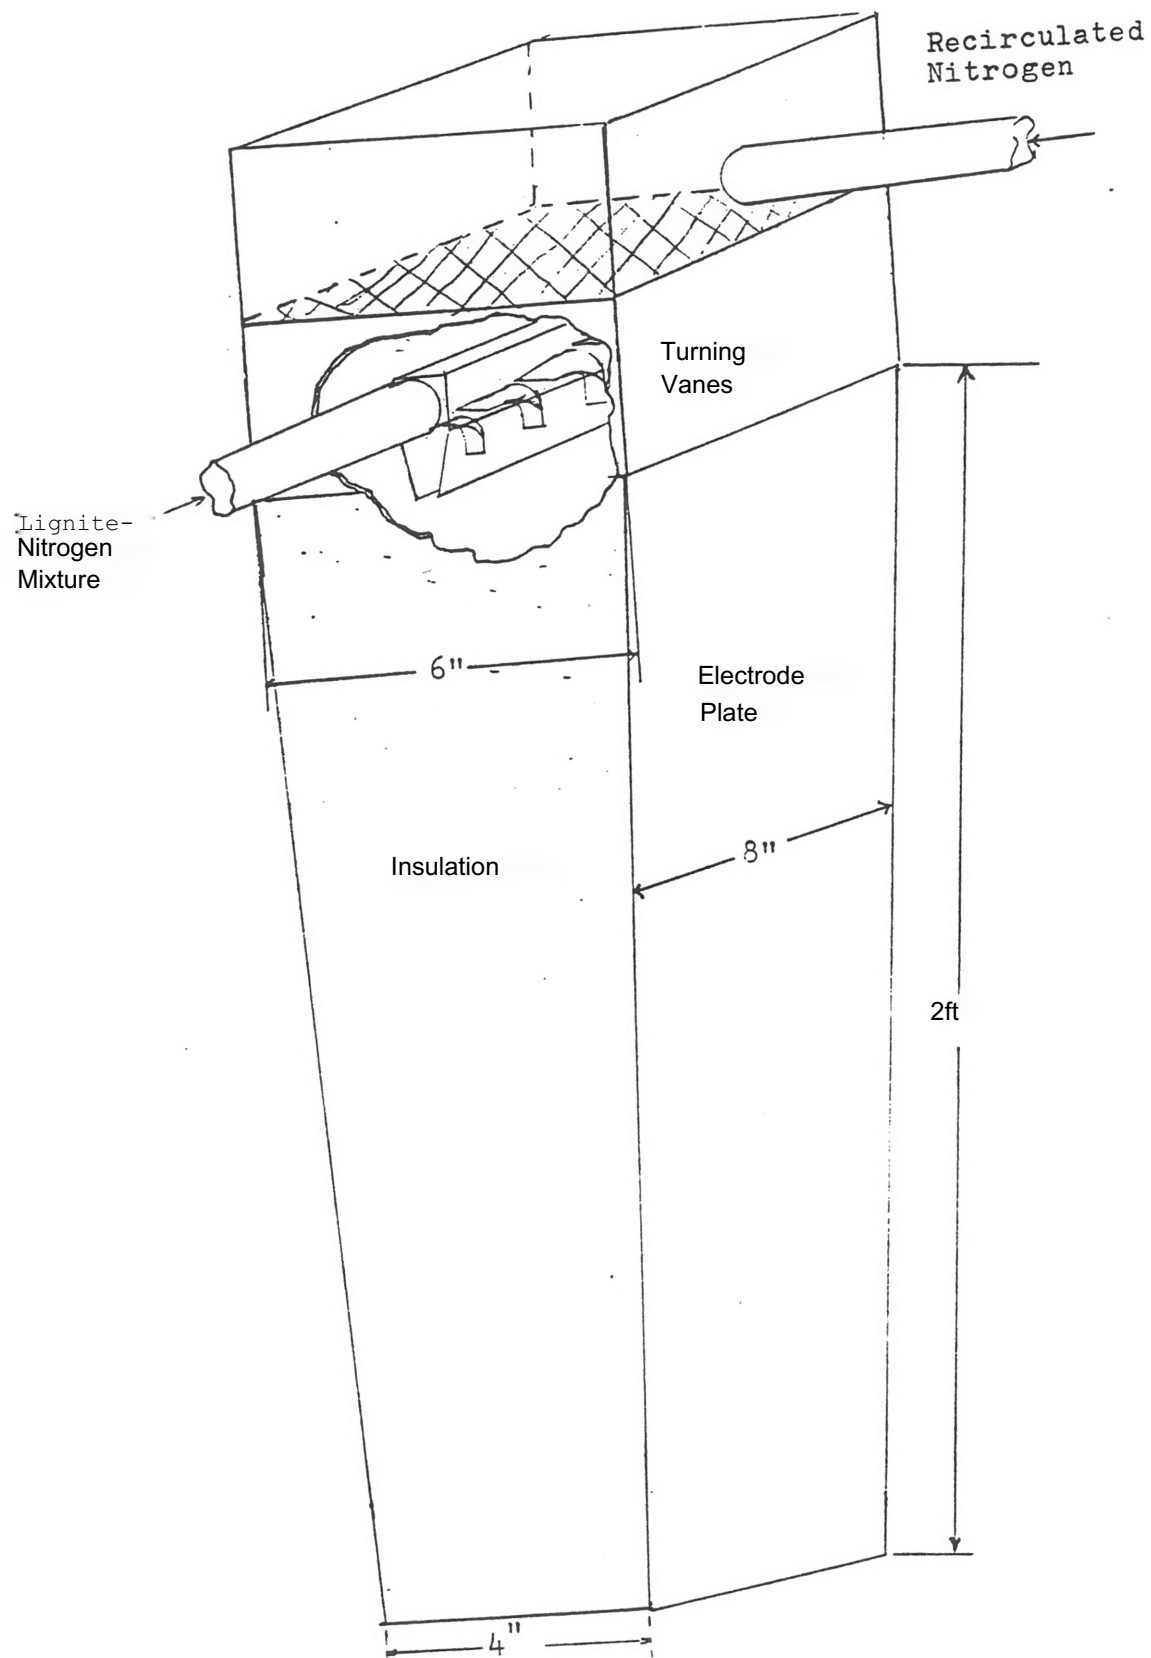 Recirculated
Nitrogen
Turning
Vanes
Lignite-
Nitrogen
Mixture
6"
Electrode
Plate
8"
Insulation
2ft
4"